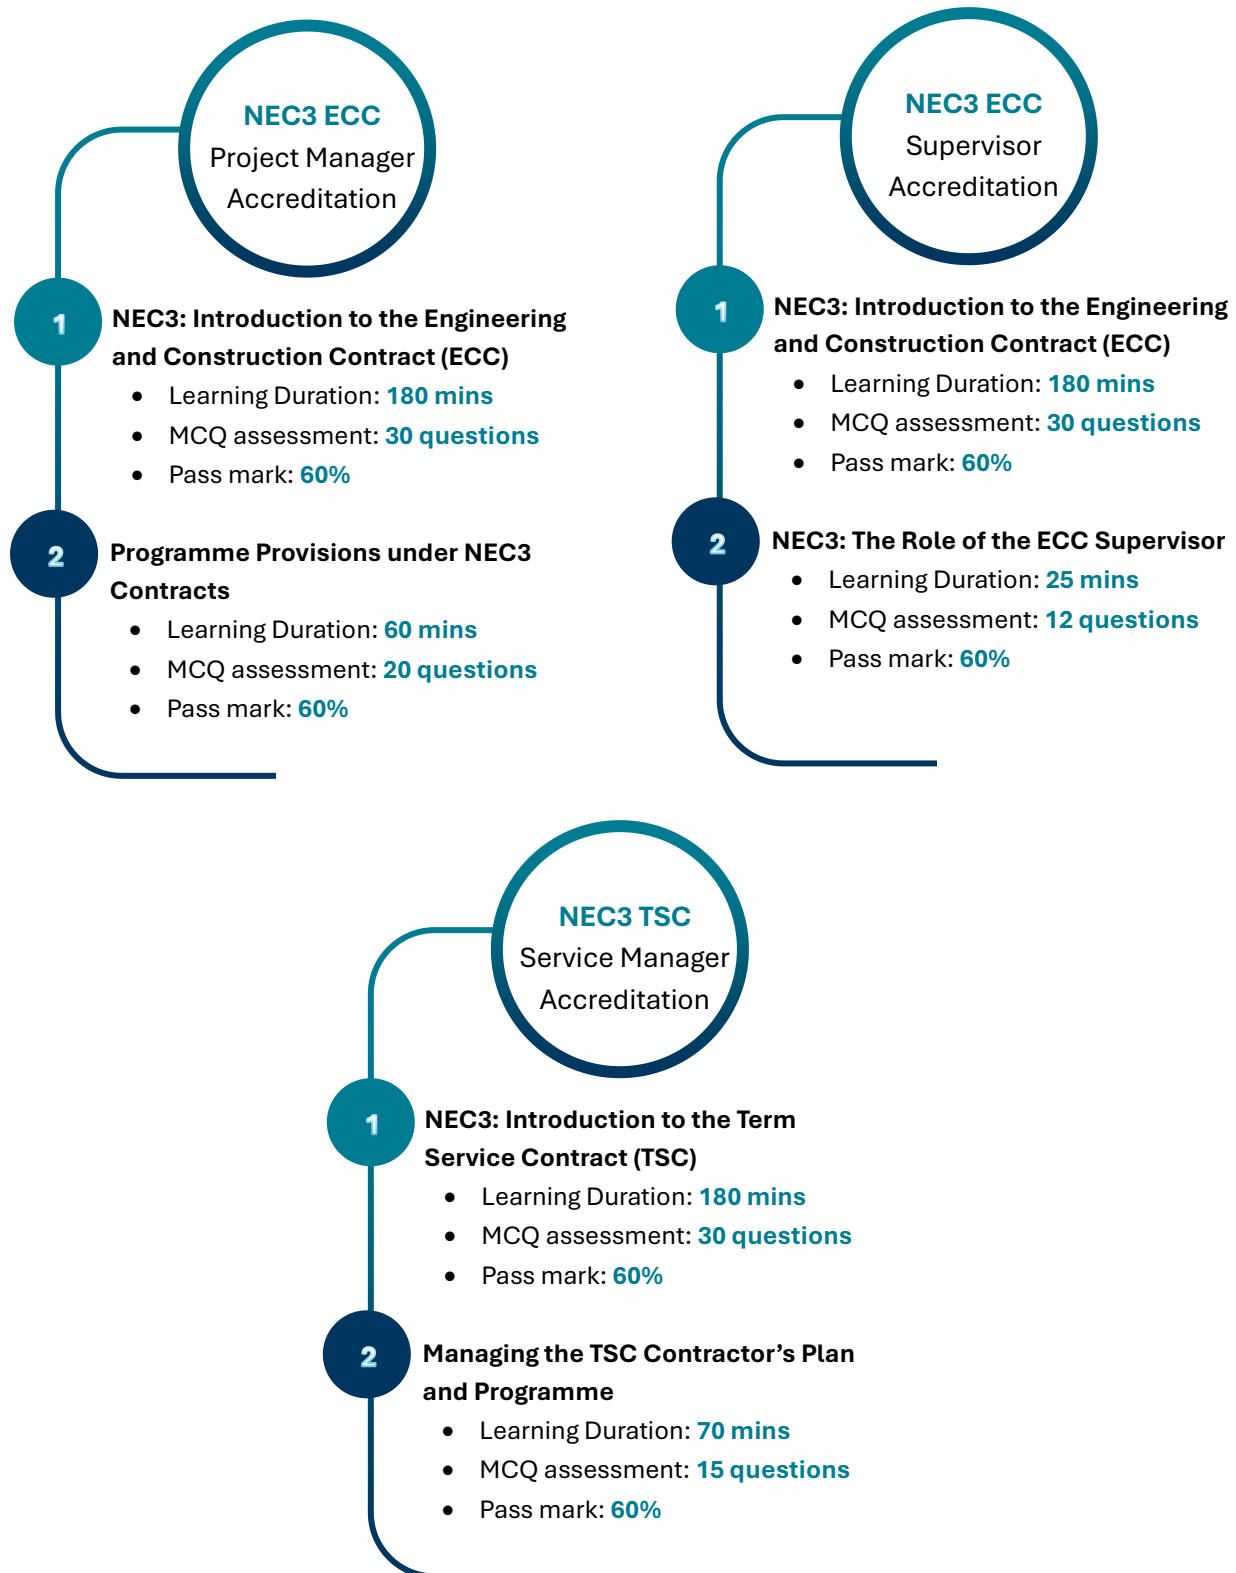 NEC3 ECC
Project Manager
Accreditation
1
NEC3: Introduction to the Engineering
and Construction Contract (ECC)
• Learning Duration: 180 mins
• MCQ assessment: 30 questions
• Pass mark: 60%
2
Programme Provisions under NEC3
Contracts
• Learning Duration: 60 mins
• MCQ assessment: 20 questions
• Pass mark: 60%
NEC3 ECC
Supervisor
Accreditation
1
NEC3: Introduction to the Engineering
and Construction Contract (ECC)
• Learning Duration: 180 mins
• MCQ assessment: 30 questions
• Pass mark: 60%
2
NEC3: The Role of the ECC Supervisor
• Learning Duration: 25 mins
• MCQ assessment: 12 questions
• Pass mark: 60%
NEC3 TSC
Service Manager
Accreditation
1
NEC3: Introduction to the Term
Service Contract (TSC)
• Learning Duration: 180 mins
• MCQ assessment: 30 questions
• Pass mark: 60%
2
Managing the TSC Contractor’s Plan
and Programme
• Learning Duration: 70 mins
• MCQ assessment: 15 questions
• Pass mark: 60%